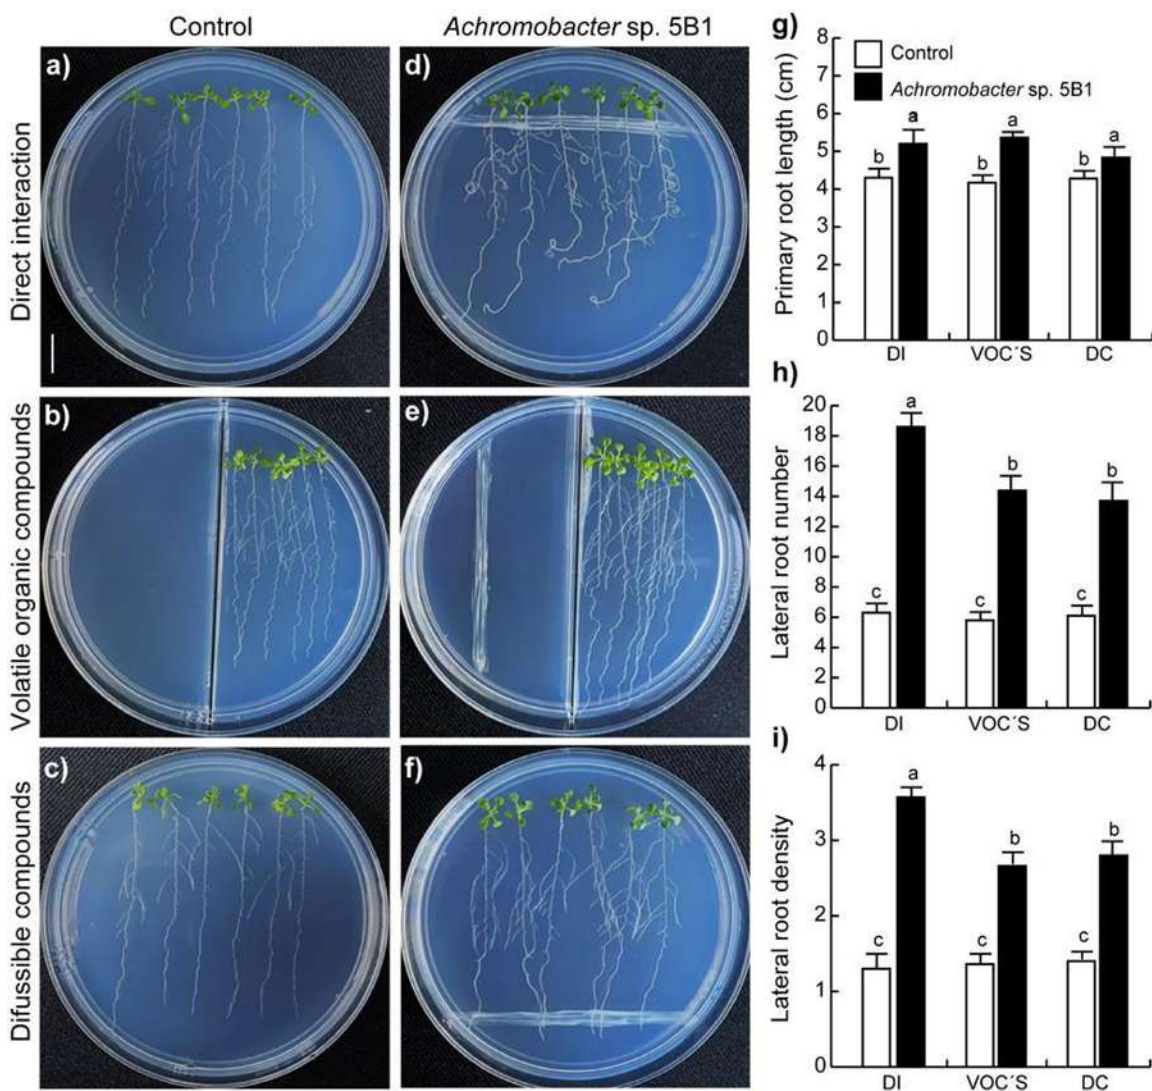 Control
Achromobacter sp. 5B1
Direct interaction
Volatile organic compounds
Difussible compounds
a)
d)
b)
e)
c)
f)
g)
Primary root length (cm)
8
7
6
5
4
3
2
1
0
Control
Achromobacter sp. 5B1
b
a
b
a
b
a
DI
VOC´S
DC
h)
Lateral root number
20
18
16
14
12
10
8
6
4
2
0
c
a
c
b
c
b
DI
VOC´S
DC
i)
Lateral root density
4
3
2
1
0
c
a
c
b
c
b
DI
VOC´S
DC